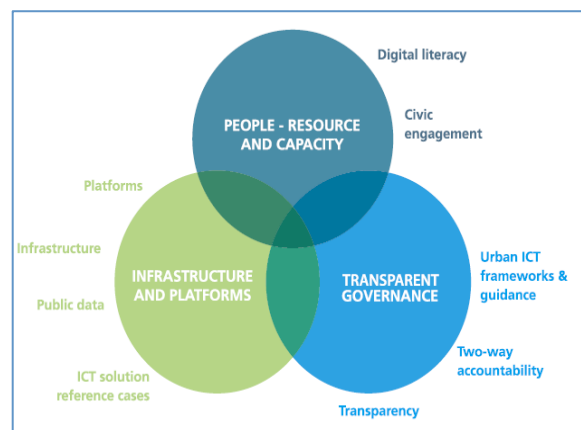 Digital literacy
Civic
engagement
PEOPLE - RESOURCE
AND CAPACITY
Platforms
Infrastructure
Public data
ICT solution
reference cases
INFRASTRUCTURE
AND PLATFORMS
TRANSPARENT
GOVERNANCE
Urban ICT
frameworks &
guidance
Two-way
accountability
Transparency